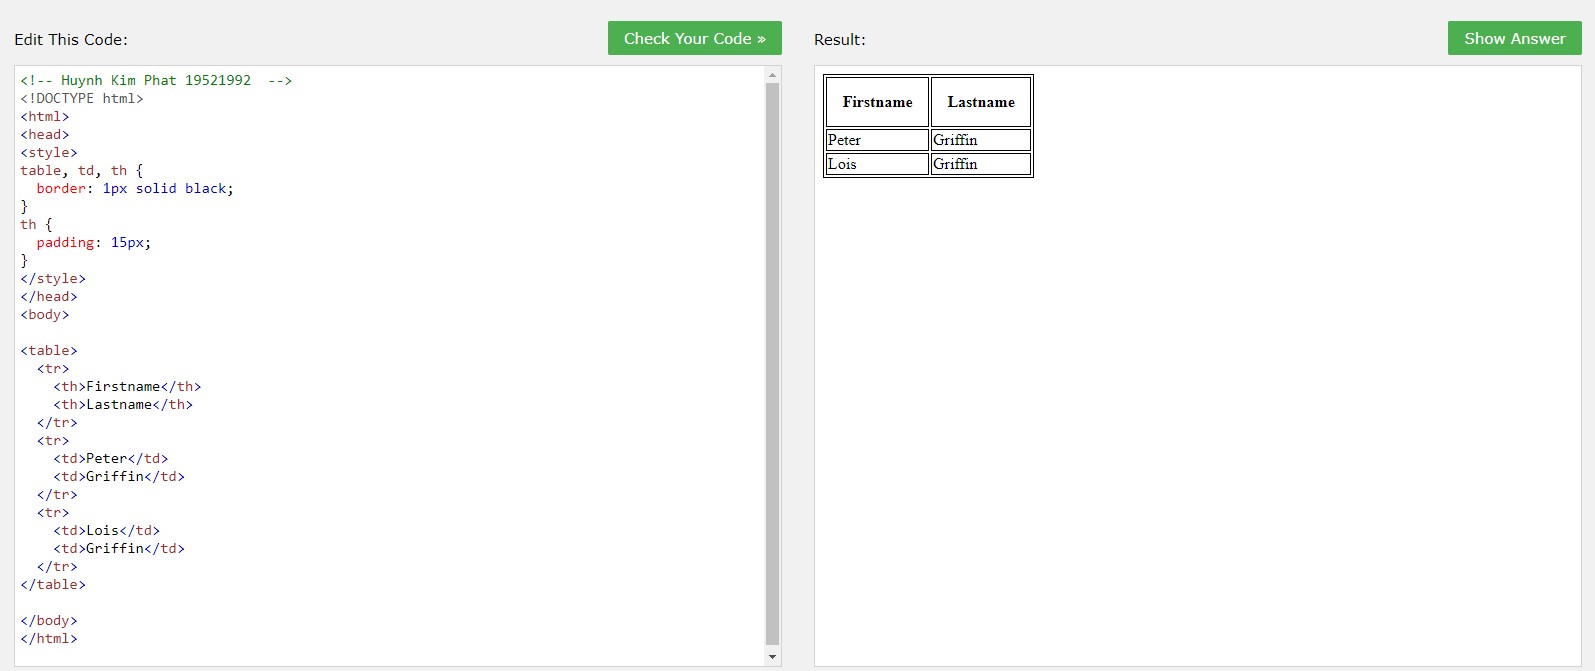 Edit This Code:
Check Your Code »
<!-- Huynh Kim Phat 19521992  -->
<!DOCTYPE html>
<html>
<head>
<style>
table, td, th {
  border: 1px solid black;
}
th {
  padding: 15px;
}
</style>
</head>
<body>

<table>
  <tr>
    <th>Firstname</th>
    <th>Lastname</th>
  </tr>
  <tr>
    <td>Peter</td>
    <td>Griffin</td>
  </tr>
  <tr>
    <td>Lois</td>
    <td>Griffin</td>
  </tr>
</table>

</body>
</html>
Result:
Show Answer
Firstname Lastname
Peter Griffin
Lois Griffin